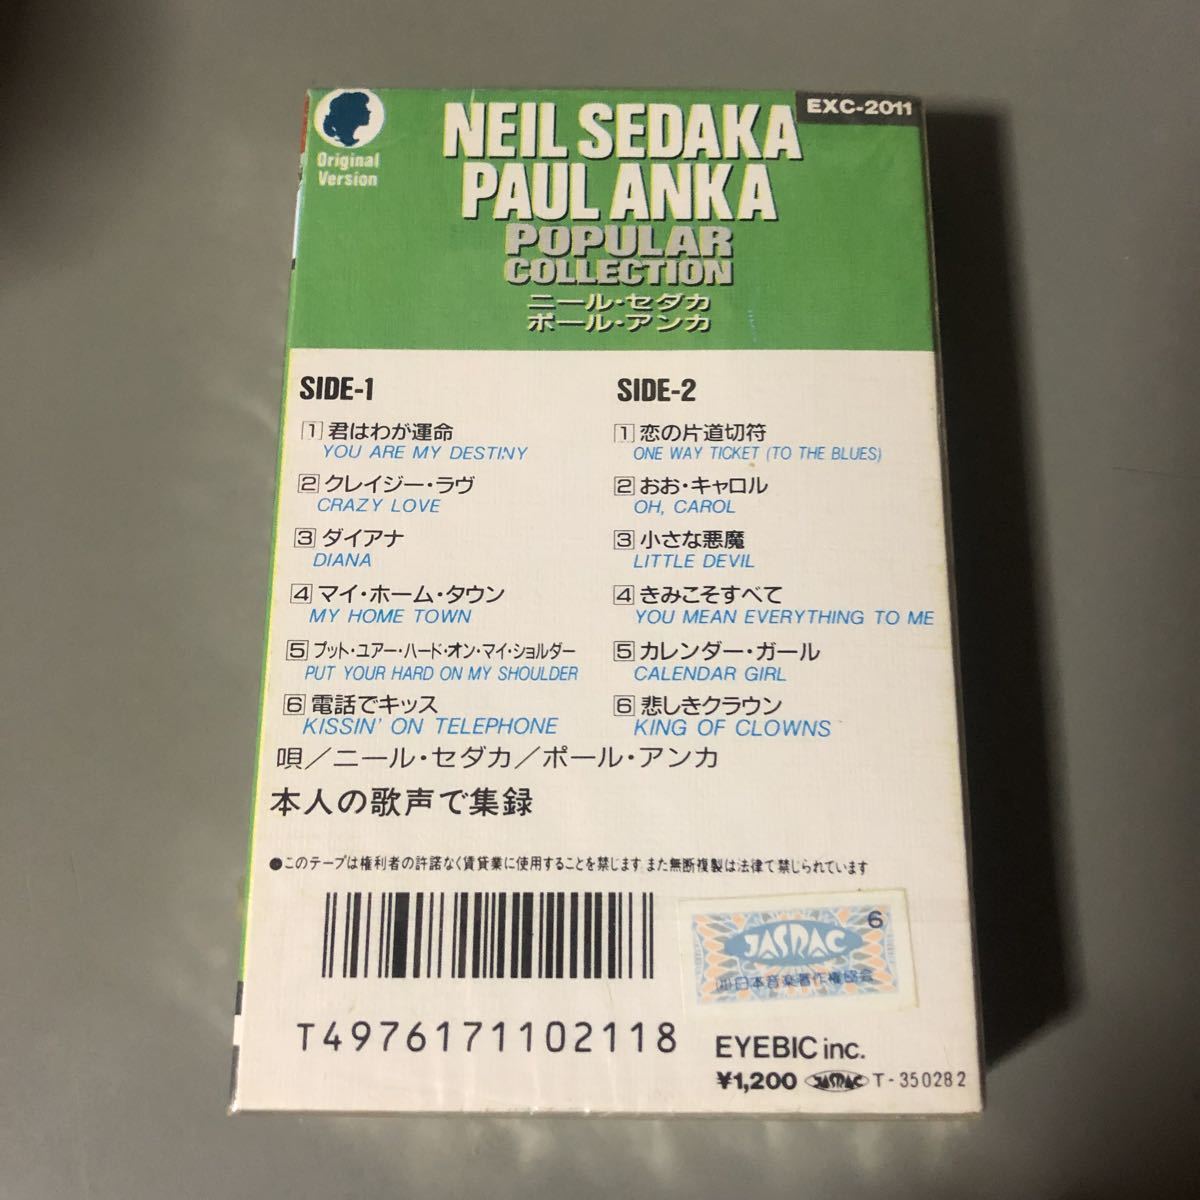 Original
Version
NEIL SEDAKA
PAUL ANKA
POPULAR
COLLECTION
ニール・セダカ
ポール・アンカ
EXC-2011
SIDE-1
1 君はわが運命
YOU ARE MY DESTINY
2 クレイジー・ラヴ
CRAZY LOVE
3 ダイアナ
DIANA
4 マイ・ホーム・タウン
MY HOME TOWN
5 プット・ユアー・ハード・オン・マイ・ショルダー
PUT YOUR HARD ON MY SHOULDER
6 電話でキッス
KISSIN' ON TELEPHONE
SIDE-2
1 恋の片道切符
ONE WAY TICKET (TO THE BLUES)
2 おお・キャロル
OH, CAROL
3 小さな悪魔
LITTLE DEVIL
4 きみこそすべて
YOU MEAN EVERYTHING TO ME
5 カレンダー・ガール
CALENDAR GIRL
6 悲しきクラウン
KING OF CLOWNS
唄／ニール・セダカ／ポール・アンカ
本人の歌声で集録
●このテープは権利者の許諾なく賃貸業に使用することを禁じます また無断複製は法律で禁じられています
T4976171102118
6
JASRAC
(社)日本音楽著作権協会
EYEBIC inc.
¥1,200 JASRAC T-350282